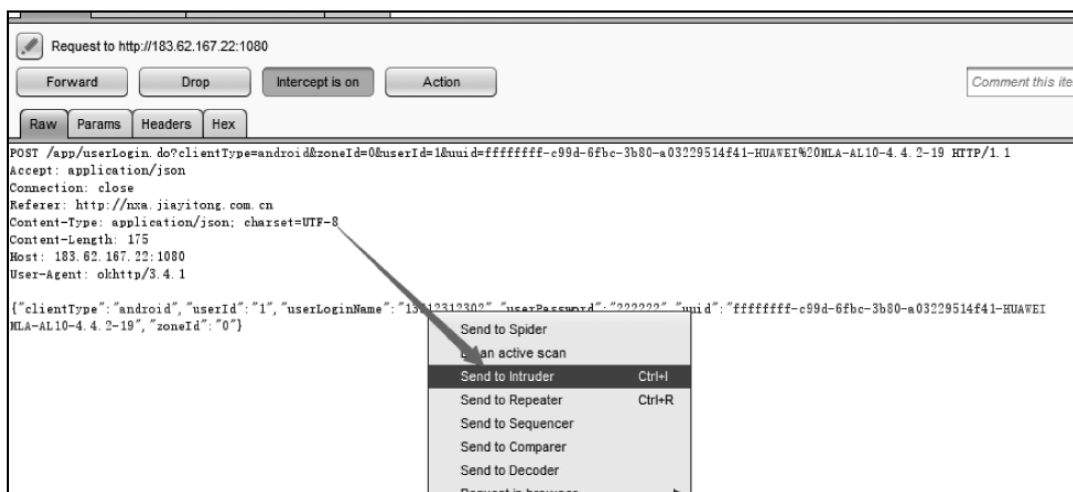 Request to http://183.62.167.22:1080
Forward Drop Intercept is on Action Comment this ite
Raw Params Headers Hex
POST /app/userLogin.do?clientType=android&zoneId=0&userId=1&uuid=ffffffff-c99d-6fbc-3b80-a03229514f41-HUAWEI%20MLA-AL10-4.4.2-19 HTTP/1.1
Accept: application/json
Connection: close
Referer: http://nxa.jiayitong.com.cn
Content-Type: application/json; charset=UTF-8
Content-Length: 175
Host: 183.62.167.22:1080
User-Agent: okhttp/3.4.1
{"clientType":"android","userId":"1","userLoginName":"13812312302","userPassword":"222222","uuid":"ffffffff-c99d-6fbc-3b80-a03229514f41-HUAWEI
MLA-AL10-4.4.2-19","zoneId":"0"}
Send to Spider
an active scan
Send to Intruder Ctrl+I
Send to Repeater Ctrl+R
Send to Sequencer
Send to Comparer
Send to Decoder
Request in browser